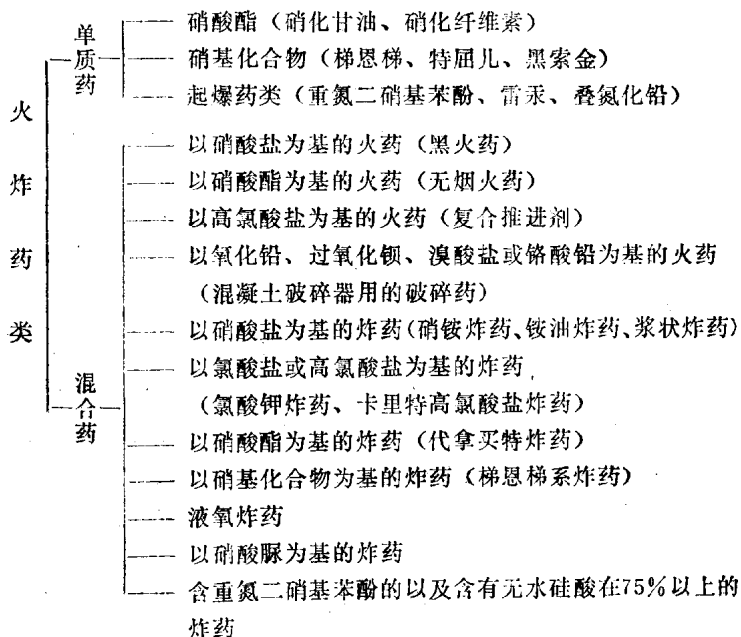 火炸药类
单质药
硝酸酯（硝化甘油、硝化纤维素）
硝基化合物（梯恩梯、特屈儿、黑索金）
起爆药类（重氮二硝基苯酚、雷汞、叠氮化铅）
混合药
以硝酸盐为基的火药（黑火药）
以硝酸酯为基的火药（无烟火药）
以高氯酸盐为基的火药（复合推进剂）
以氧化铅、过氧化钡、溴酸盐或铬酸铅为基的火药
（混凝土破碎器用的破碎药）
以硝酸盐为基的炸药(硝铵炸药、铵油炸药、浆状炸药)
以氯酸盐或高氯酸盐为基的炸药
（氯酸钾炸药、卡里特高氯酸盐炸药）
以硝酸酯为基的炸药（代拿买特炸药）
以硝基化合物为基的炸药（梯恩梯系炸药）
液氧炸药
以硝酸脲为基的炸药
含重氮二硝基苯酚的以及含有无水硅酸在75％以上的
炸药